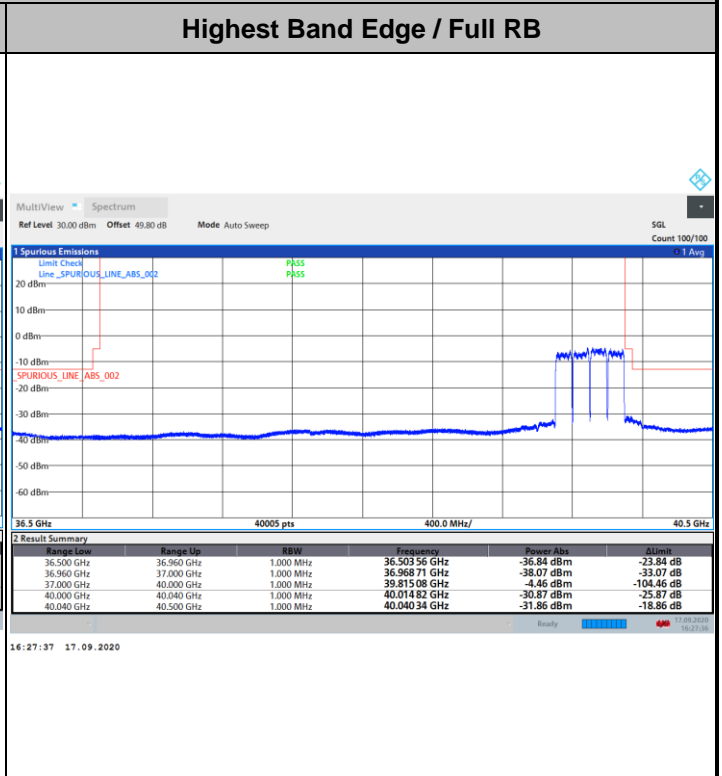 Highest Band Edge / Full RB
MultiView Spectrum
Ref Level 30.00 dBm Offset 49.80 dB Mode Auto Sweep SGL
Count 100/100
1 Spurious Emissions 1 Avg
Limit Check PASS
Line _SPURIOUS_LINE_ABS_002 PASS
20 dBm
10 dBm
0 dBm
-10 dBm
_SPURIOUS_LINE_ABS_002
-20 dBm
-30 dBm
-40 dBm
-50 dBm
-60 dBm
36.5 GHz 40005 pts 400.0 MHz/ 40.5 GHz
2 Result Summary
Range Low Range Up RBW Frequency Power Abs ΔLimit
36.500 GHz 36.960 GHz 1.000 MHz 36.503 56 GHz -36.84 dBm -23.84 dB
36.960 GHz 37.000 GHz 1.000 MHz 36.968 71 GHz -38.07 dBm -33.07 dB
37.000 GHz 40.000 GHz 1.000 MHz 39.815 08 GHz -4.46 dBm -104.46 dB
40.000 GHz 40.040 GHz 1.000 MHz 40.014 82 GHz -30.87 dBm -25.87 dB
40.040 GHz 40.500 GHz 1.000 MHz 40.040 34 GHz -31.86 dBm -18.86 dB
Ready 17.09.2020
16:27:36
16:27:37 17.09.2020